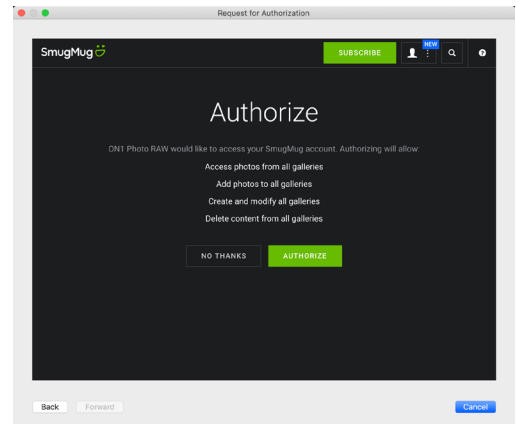 Request for Authorization
SmugMug
SUBSCRIBE
NEW
Authorize
ON1 Photo RAW would like to access your SmugMug account. Authorizing will allow:
Access photos from all galleries
Add photos to all galleries
Create and modify all galleries
Delete content from all galleries
NO THANKS AUTHORIZE
Back Forward Cancel